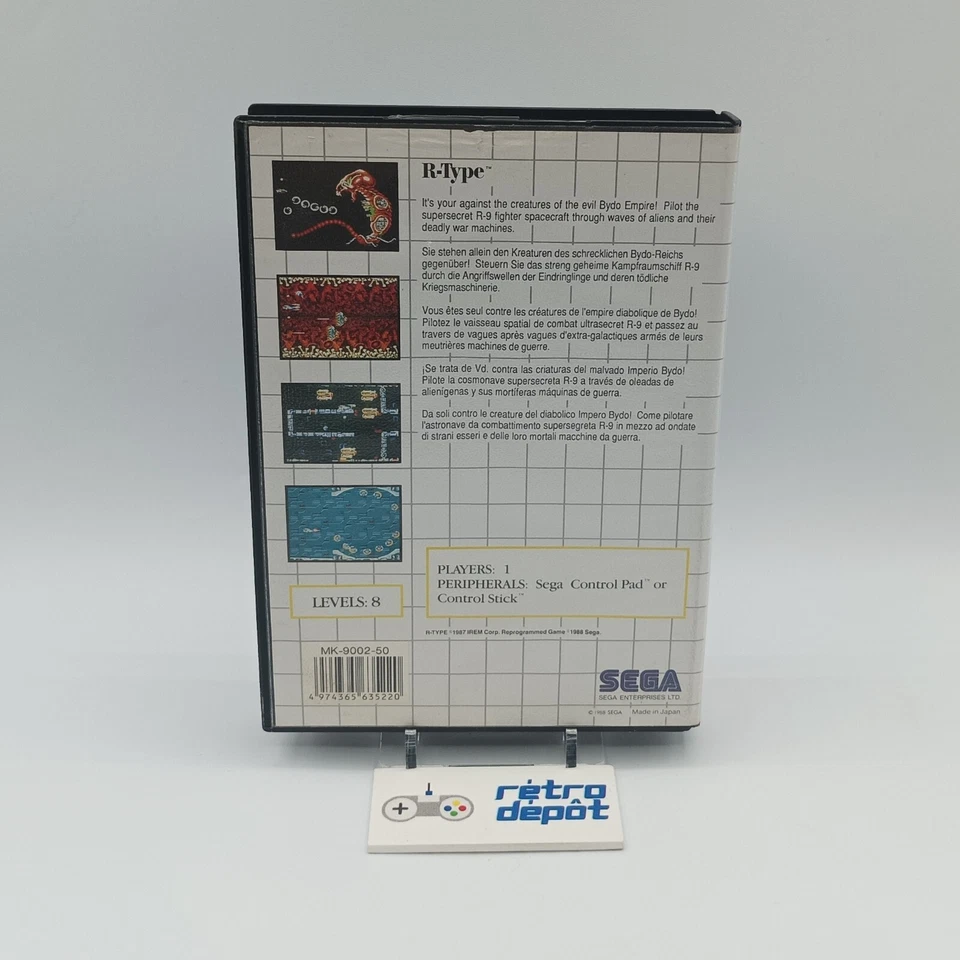 R-Type™
It's your against the creatures of the evil Bydo Empire! Pilot the
supersecret R-9 fighter spacecraft through waves of aliens and their
deadly war machines.
Sie stehen allein den Kreaturen des schrecklichen Bydo-Reichs
gegenüber! Steuern Sie das streng geheime Kampfraumschiff R-9
durch die Angriffswellen der Eindringlinge und deren tödliche
Kriegsmaschinerie.
Vous êtes seul contre les créatures de l'empire diabolique de Bydo!
Pilotez le vaisseau spatial de combat ultrasecret R-9 et passez au
travers de vagues après vagues d'extra-galactiques armés de leurs
meutrières machines de guerre.
¡Se trata de Vd. contra las criaturas del malvado Imperio Bydo!
Pilote la cosmonave supersecreta R-9 a través de oleadas de
alienígenas y sus mortíferas máquinas de guerra.
Da soli contro le creature del diabolico Impero Bydo! Come pilotare
l'astronave da combattimento supersegreta R-9 in mezzo ad ondate
di strani esseri e delle loro mortali macchine da guerra.
PLAYERS: 1
PERIPHERALS: Sega Control Pad™ or
Control Stick™
LEVELS: 8
R-TYPE ©1987 IREM Corp. Reprogrammed Game ©1988 Sega.
MK-9002-50
4 974365 635220
SEGA
SEGA ENTERPRISES LTD.
© 1988 SEGA Made in Japan
rétro
dépôt